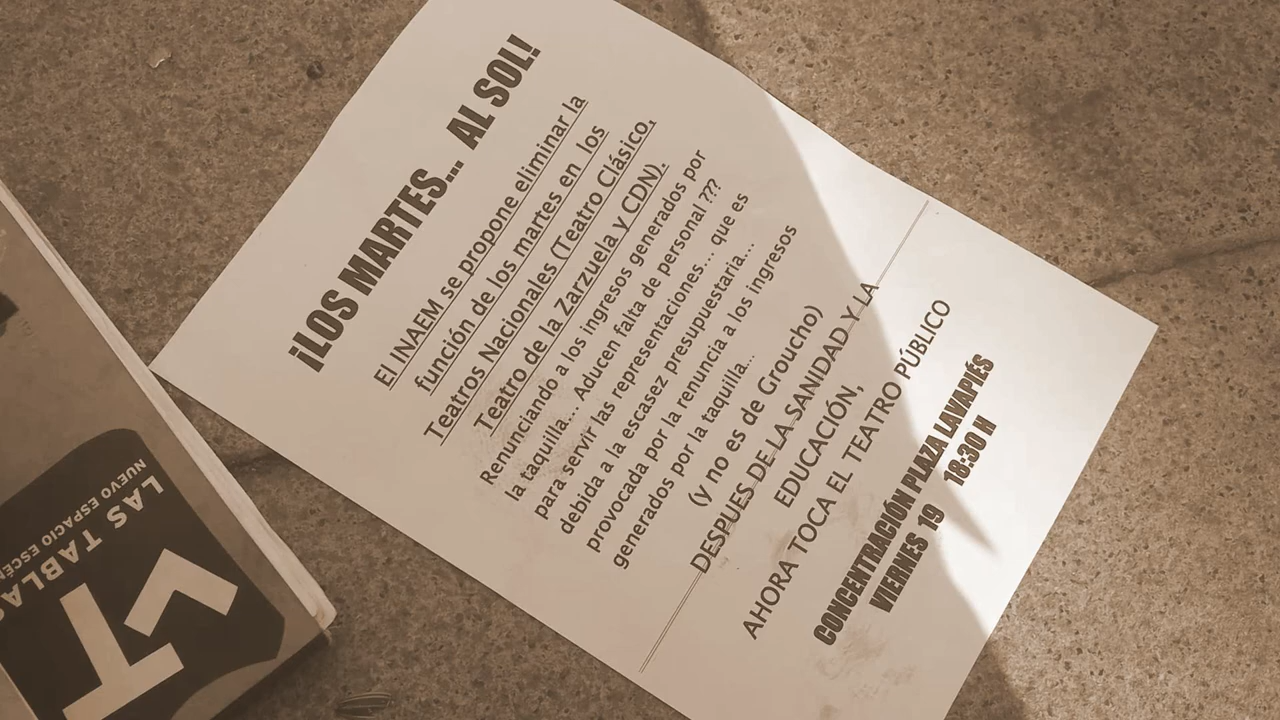 ¡LOS MARTES... AL SOL!
El INAEM se propone eliminar la
función de los martes en los
Teatros Nacionales (Teatro Clásico,
Teatro de la Zarzuela y CDN).
Renunciando a los ingresos generados por
la taquilla... Aducen falta de personal ???
para servir las representaciones... que es
debida a la escasez presupuestaria...
provocada por la renuncia a los ingresos
generados por la taquilla...
(y no es de Groucho)
DESPUES DE LA SANIDAD Y LA
EDUCACIÓN,
AHORA TOCA EL TEATRO PÚBLICO
CONCENTRACIÓN PLAZA LAVAPIÉS
VIERNES 19 18:30 H
LAS TABLAS
NUEVO ESPACIO